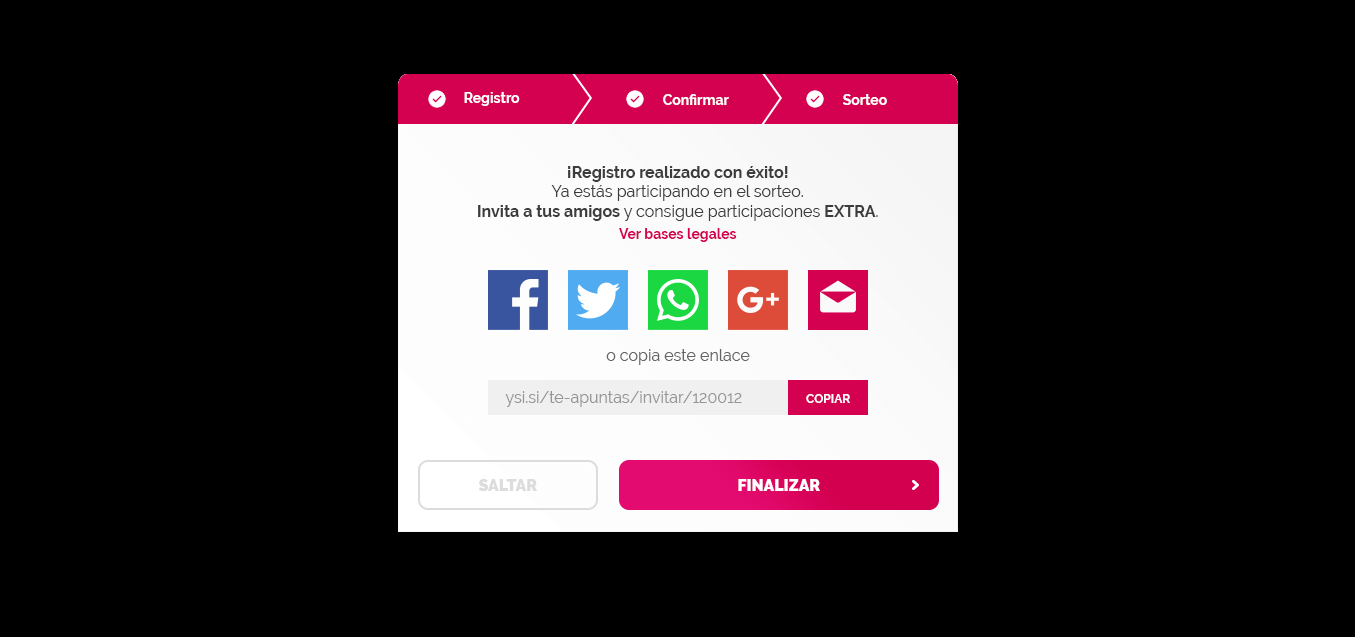 Registro
Confirmar
Sorteo
¡Registro realizado con éxito!
Ya estás participando en el sorteo.
Invita a tus amigos y consigue participaciones EXTRA.
Ver bases legales
G+
o copia este enlace
ysi.si/te-apuntas/invitar/120012
COPIAR
SALTAR
FINALIZAR